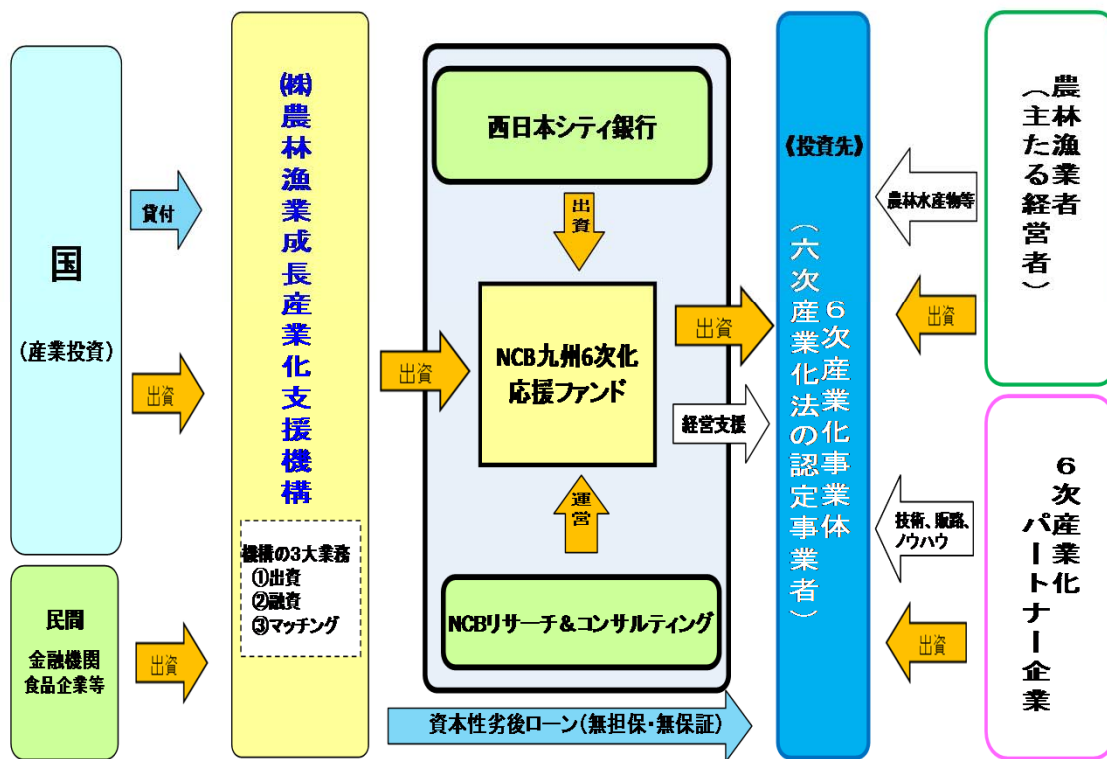 国
(産業投資)
民間
金融機関
食品企業等
貸付
出資
出資
㈱農林漁業成長産業化支援機構
機構の3大業務
①出資
②融資
③マッチング
出資
西日本シティ銀行
出資
NCB九州6次化
応援ファンド
運営
NCBリサーチ&コンサルティング
資本性劣後ローン(無担保・無保証)
出資
経営支援
《投資先》
6次産業化事業体
(六次産業化法の認定事業者)
農林水産物等
出資
技術、販路、
ノウハウ
出資
農林漁業者
(主たる経営者)
6次産業化
パートナー企業